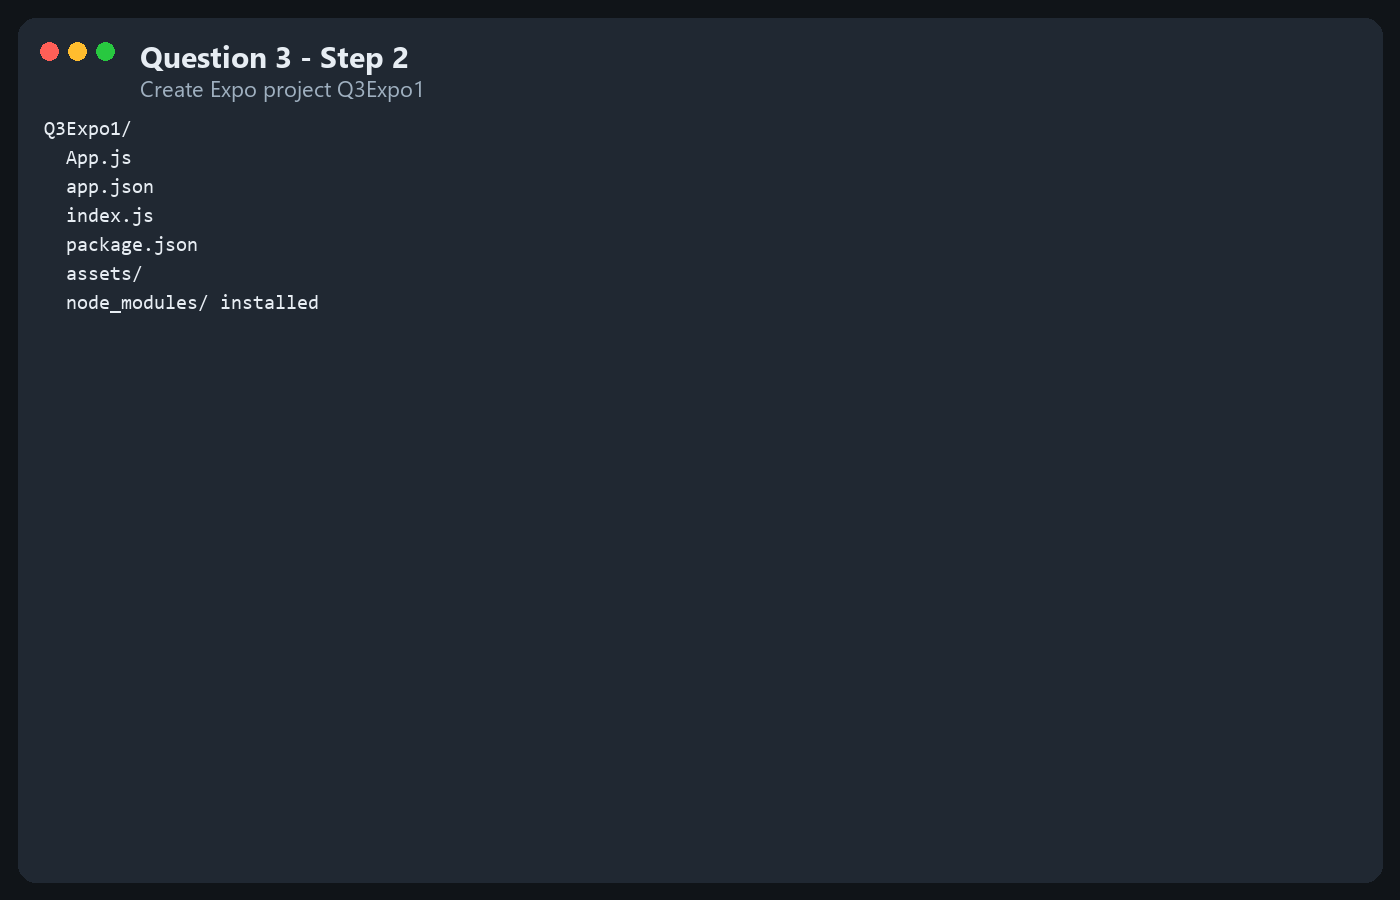 Question 3 - Step 2
Create Expo project Q3Expo1
Q3Expo1/
App.js
app.json
index.js
package.json
assets/
node_modules/ installed